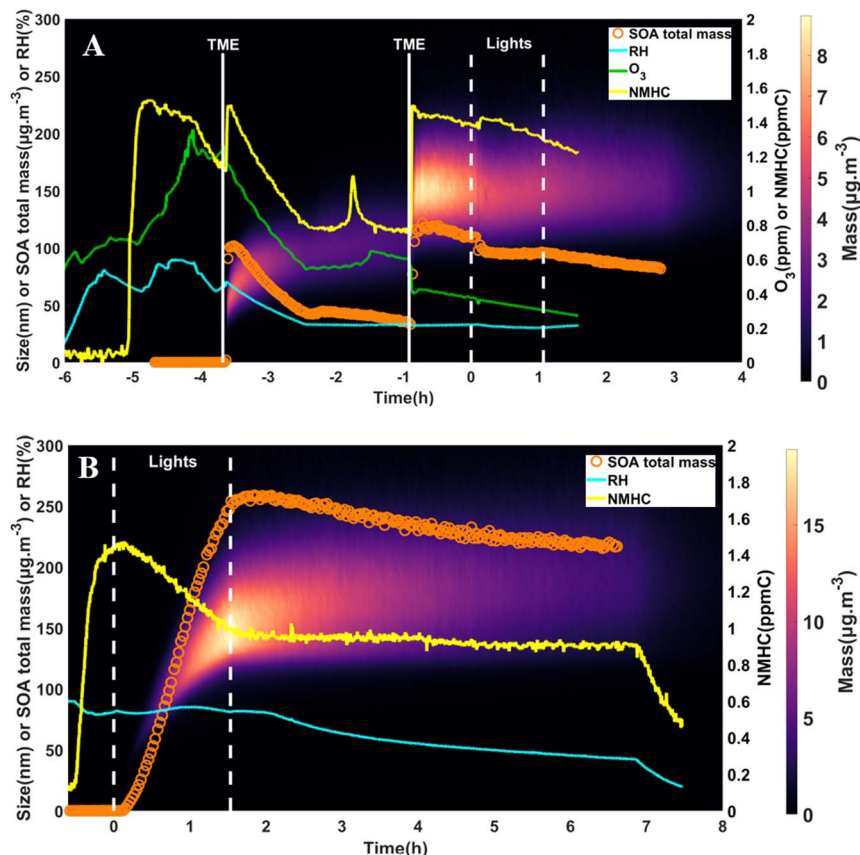 A
TME
TME
Lights
SOA total mass
RH
O3
NMHC
Size(nm) or SOA total mass(μg.m-3) or RH(%)
300
250
200
150
100
50
0
-6 -5 -4 -3 -2 -1 0 1 2 3 4
Time(h)
2
1.8
1.6
1.4
1.2
1
0.8
0.6
0.4
0.2
0
O3(ppm) or NMHC(ppmC)
8
7
6
5
4
3
2
1
0
Mass(μg.m-3)
B
Lights
SOA total mass
RH
NMHC
Size(nm) or SOA total mass(μg.m-3) or RH(%)
300
250
200
150
100
50
0
0 1 2 3 4 5 6 7 8
Time(h)
2
1.8
1.6
1.4
1.2
1
0.8
0.6
0.4
0.2
0
NMHC(ppmC)
15
10
5
0
Mass(μg.m-3)